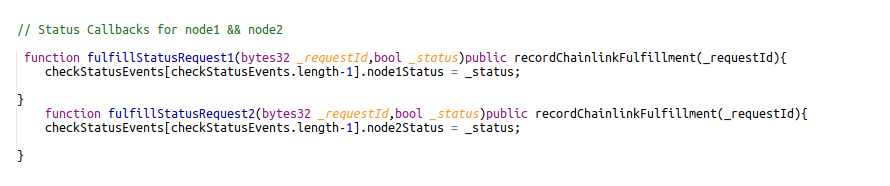 // Status Callbacks for node1 && node2
function fulfillStatusRequest1(bytes32 _requestId,bool _status)public recordChainlinkFulfillment(_requestId){
checkStatusEvents[checkStatusEvents.length-1].node1Status = _status;
}
function fulfillStatusRequest2(bytes32 _requestId,bool _status)public recordChainlinkFulfillment(_requestId){
checkStatusEvents[checkStatusEvents.length-1].node2Status = _status;
}